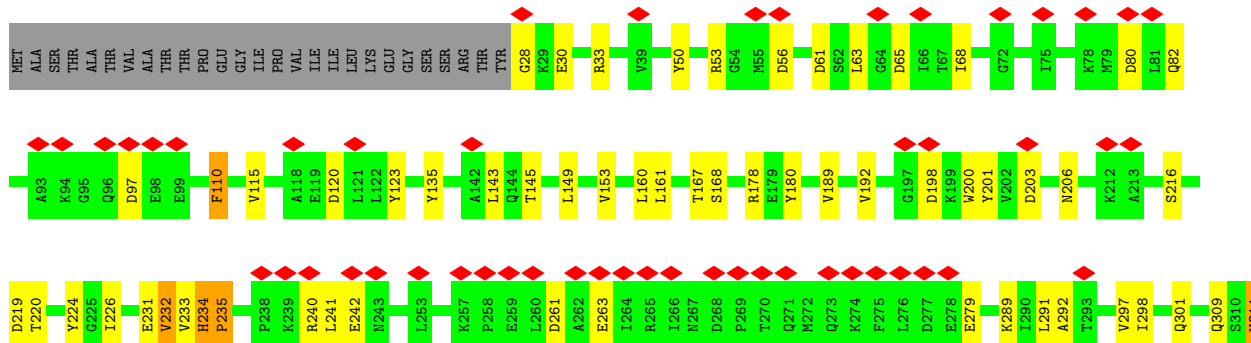 MET ALA SER THR ALA THR VAL ALA THR THR PRO GLU GLY ILE PRO VAL ILE ILE LEU LYS GLU GLY SER SER ARG THR TYR G28 K29 E30 R33 V39 Y50 R53 G54 M55 D56 D61 S62 L63 G64 D65 I66 T67 I68 G72 I75 K78 M79 D80 L81 Q82
A93 K94 G95 Q96 D97 E98 E99 F110 V115 A118 E119 D120 L121 L122 Y123 Y135 A142 L143 Q144 T145 L149 V153 L160 L161 T167 S168 R178 E179 Y180 V189 V192 G197 D198 K199 W200 Y201 V202 D203 N206 K212 A213 S216
D219 T220 Y224 G225 I226 E231 V232 V233 H234 P235 P238 K239 R240 L241 E242 N243 L253 K257 P258 E259 L260 D261 A262 E263 I264 R265 I266 N267 D268 P269 T270 Q271 M272 Q273 K274 F275 L276 D277 E278 E279 K289 I290 L291 A292 T293 V297 I298 Q301 Q309 S310